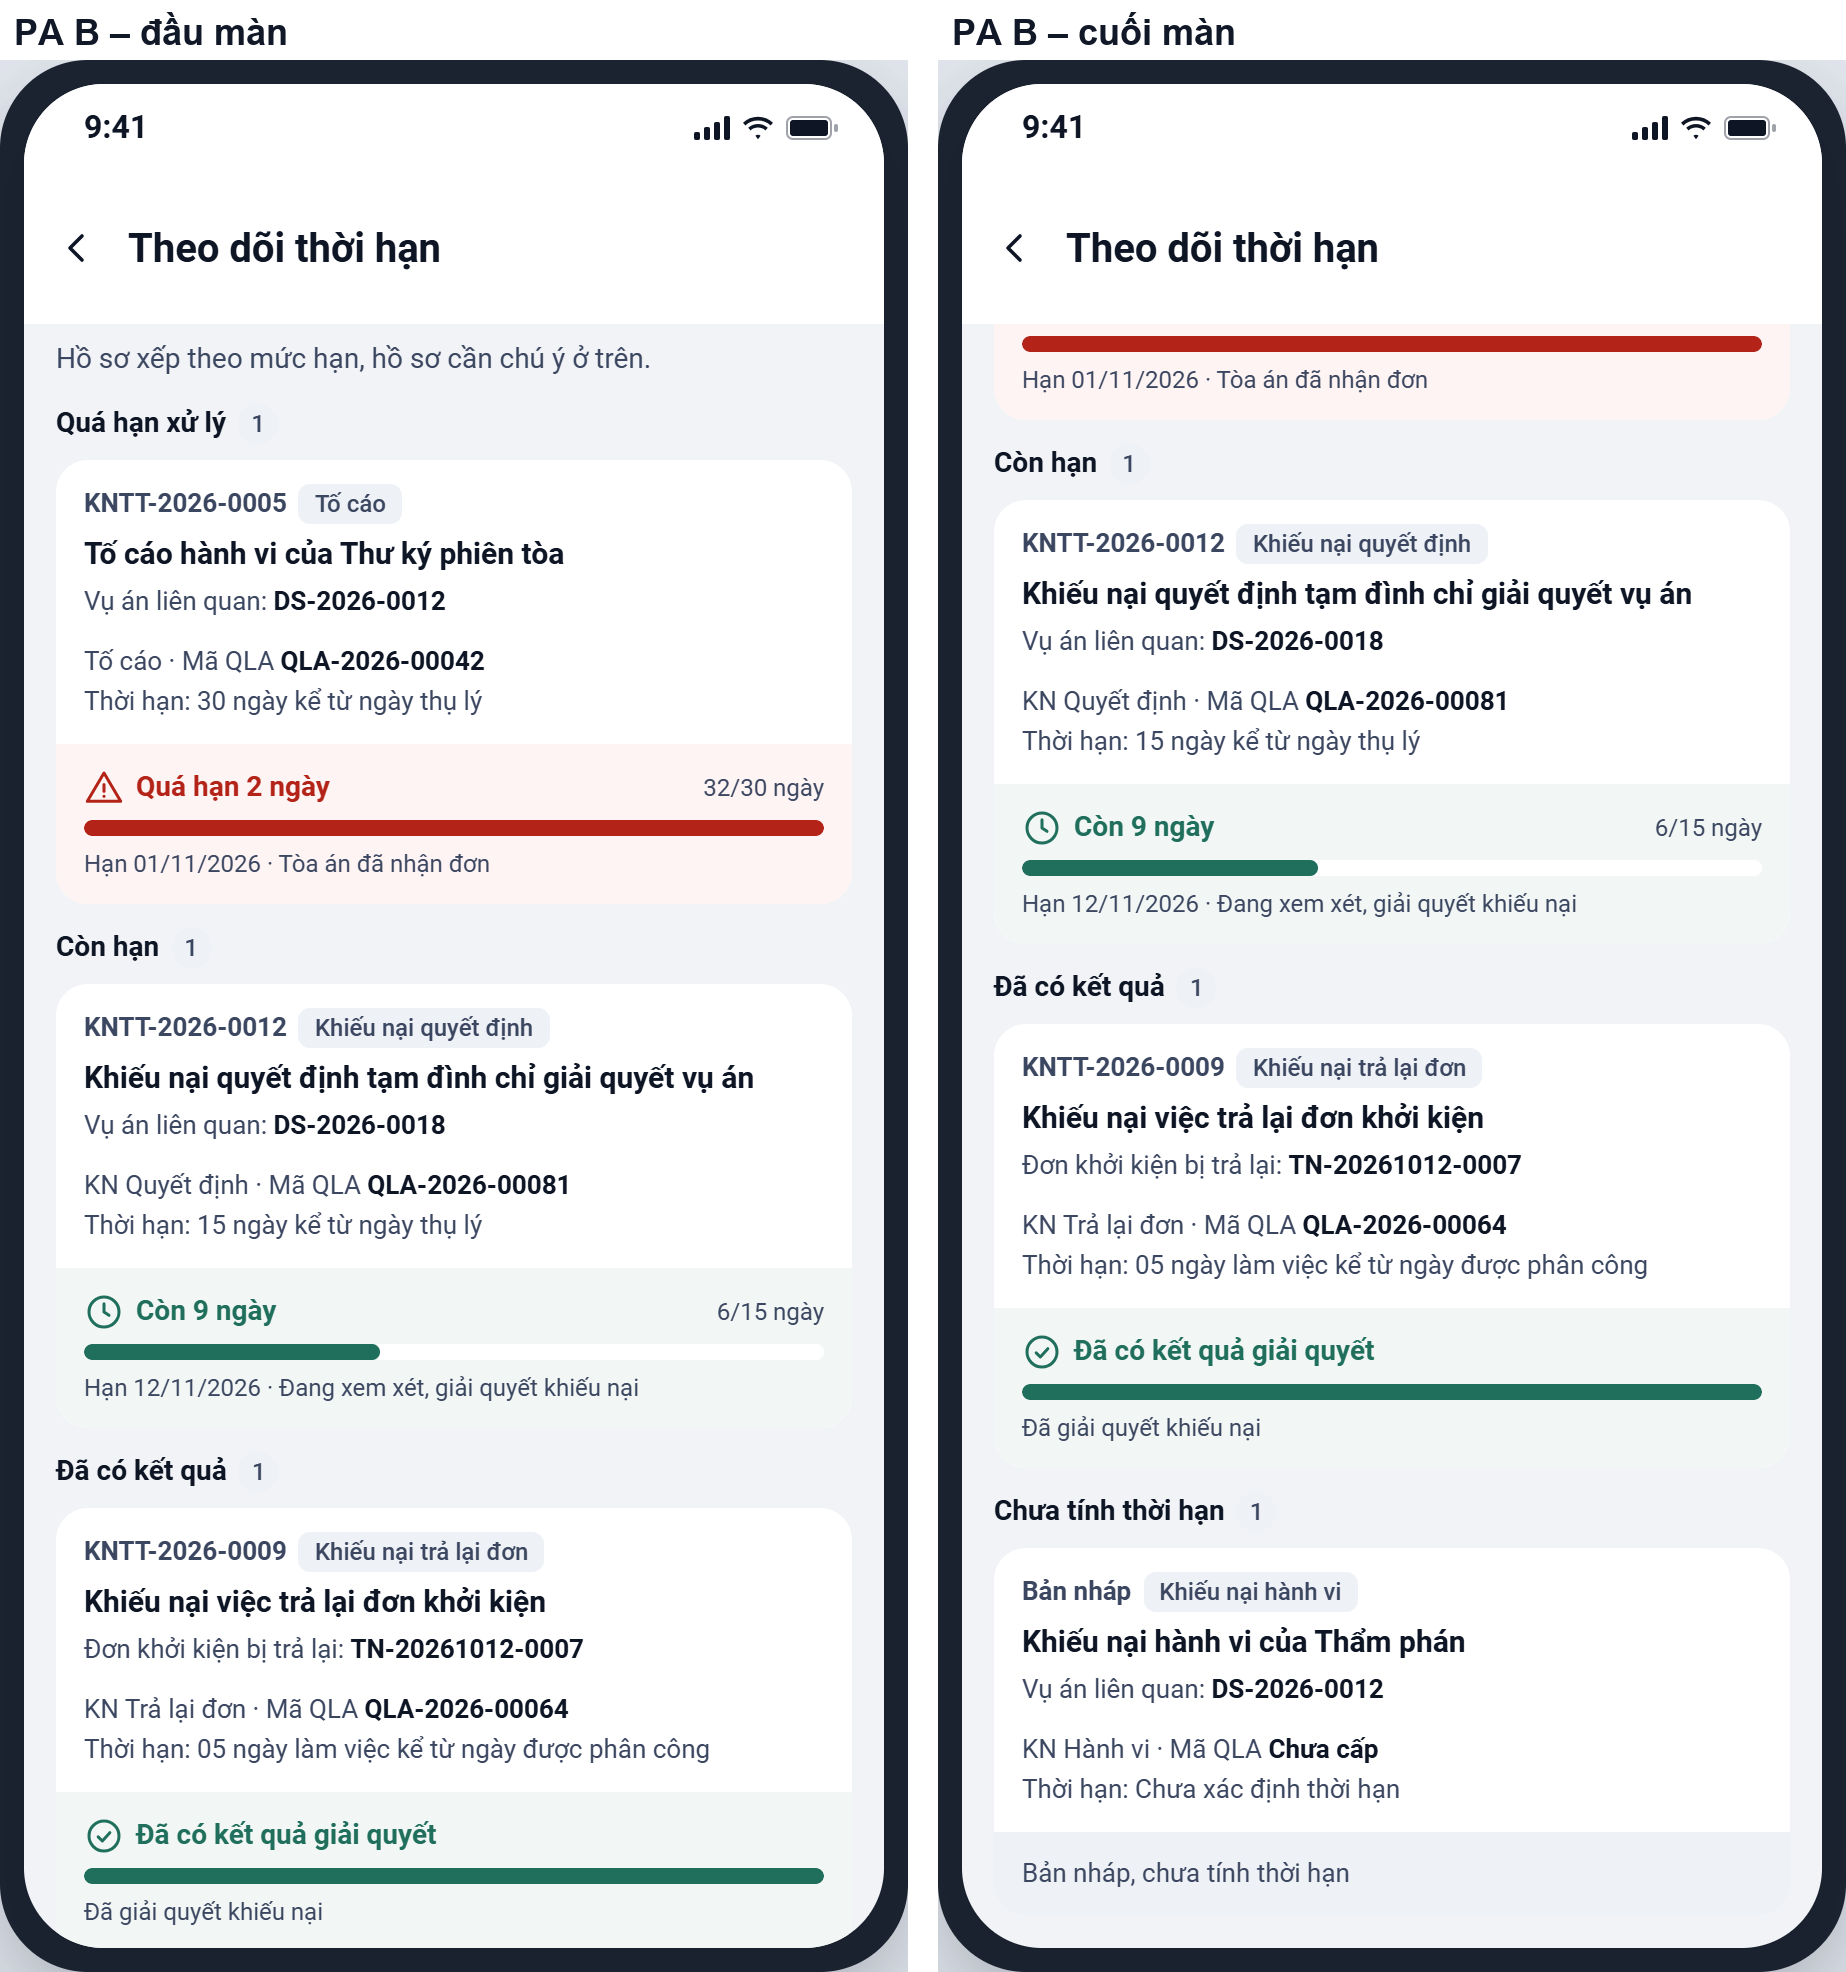 PA B – đầu màn
9:41
Theo dõi thời hạn
Hồ sơ xếp theo mức hạn, hồ sơ cần chú ý ở trên.
Quá hạn xử lý 1
KNTT-2026-0005 Tố cáo
Tố cáo hành vi của Thư ký phiên tòa
Vụ án liên quan: DS-2026-0012
Tố cáo · Mã QLA QLA-2026-00042
Thời hạn: 30 ngày kể từ ngày thụ lý
Quá hạn 2 ngày 32/30 ngày
Hạn 01/11/2026 · Tòa án đã nhận đơn
Còn hạn 1
KNTT-2026-0012 Khiếu nại quyết định
Khiếu nại quyết định tạm đình chỉ giải quyết vụ án
Vụ án liên quan: DS-2026-0018
KN Quyết định · Mã QLA QLA-2026-00081
Thời hạn: 15 ngày kể từ ngày thụ lý
Còn 9 ngày 6/15 ngày
Hạn 12/11/2026 · Đang xem xét, giải quyết khiếu nại
Đã có kết quả 1
KNTT-2026-0009 Khiếu nại trả lại đơn
Khiếu nại việc trả lại đơn khởi kiện
Đơn khởi kiện bị trả lại: TN-20261012-0007
KN Trả lại đơn · Mã QLA QLA-2026-00064
Thời hạn: 05 ngày làm việc kể từ ngày được phân công
Đã có kết quả giải quyết
Đã giải quyết khiếu nại
PA B – cuối màn
9:41
Theo dõi thời hạn
Hạn 01/11/2026 · Tòa án đã nhận đơn
Còn hạn 1
KNTT-2026-0012 Khiếu nại quyết định
Khiếu nại quyết định tạm đình chỉ giải quyết vụ án
Vụ án liên quan: DS-2026-0018
KN Quyết định · Mã QLA QLA-2026-00081
Thời hạn: 15 ngày kể từ ngày thụ lý
Còn 9 ngày 6/15 ngày
Hạn 12/11/2026 · Đang xem xét, giải quyết khiếu nại
Đã có kết quả 1
KNTT-2026-0009 Khiếu nại trả lại đơn
Khiếu nại việc trả lại đơn khởi kiện
Đơn khởi kiện bị trả lại: TN-20261012-0007
KN Trả lại đơn · Mã QLA QLA-2026-00064
Thời hạn: 05 ngày làm việc kể từ ngày được phân công
Đã có kết quả giải quyết
Đã giải quyết khiếu nại
Chưa tính thời hạn 1
Bản nháp Khiếu nại hành vi
Khiếu nại hành vi của Thẩm phán
Vụ án liên quan: DS-2026-0012
KN Hành vi · Mã QLA Chưa cấp
Thời hạn: Chưa xác định thời hạn
Bản nháp, chưa tính thời hạn